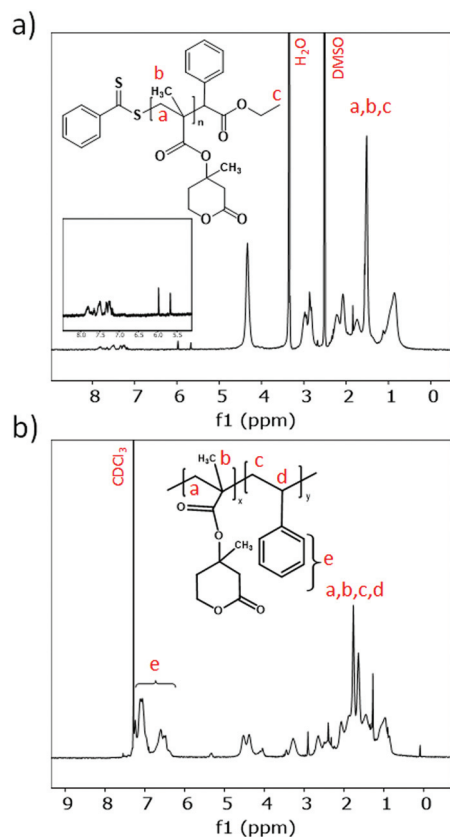 a)
H₂O
DMSO
b
H₃C
c
a
n
S
S
O
O
O
O
CH₃
O
O
a,b,c
8.0 7.5 7.0 6.5 6.0 5.5
8 7 6 5 4 3 2 1 0
f1 (ppm)
b)
CDCl₃
H₃C
b
c
d
a
x
y
O
O
CH₃
O
O
e
a,b,c,d
e
9 8 7 6 5 4 3 2 1 0
f1 (ppm)